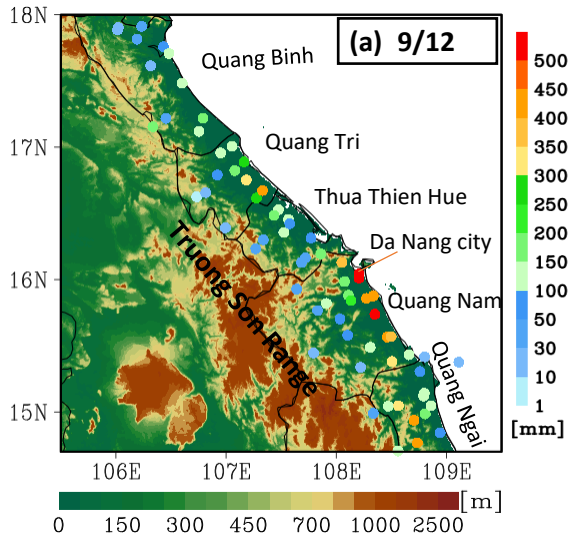 18N
(a) 9/12
Quang Binh
500
450
400
350
300
250
200
150
100
50
30
10
1
[mm]
17N
Quang Tri
Thua Thien Hue
Da Nang city
16N
Quang Nam
Truong Son Range
Quang Ngai
15N
106E 107E 108E 109E
[m]
0 150 300 450 700 1000 2500